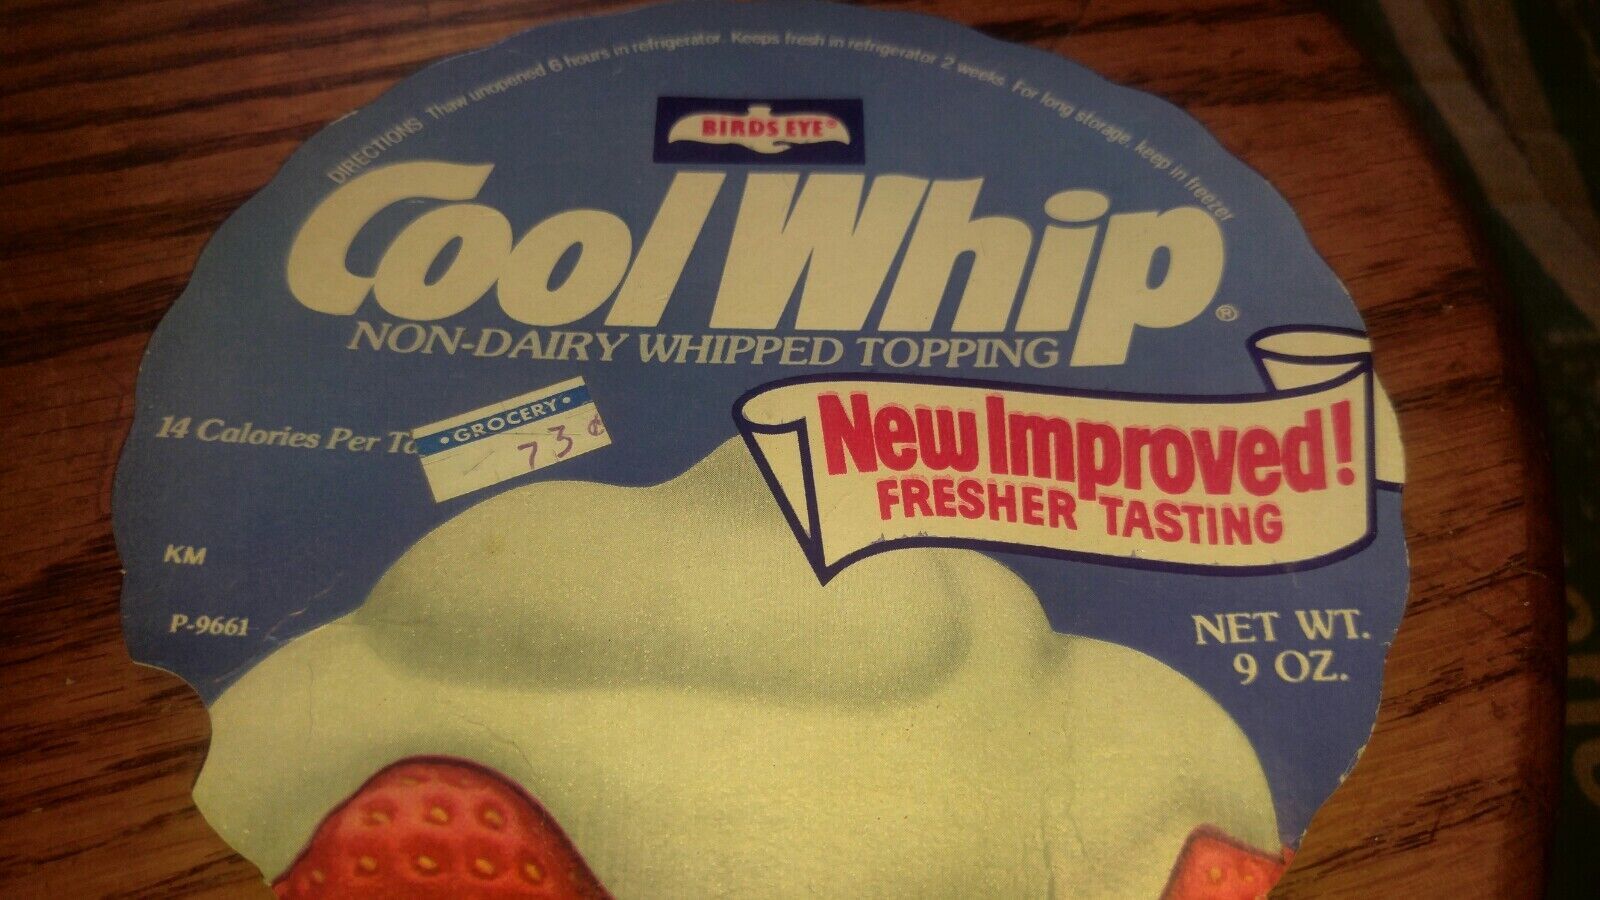 DIRECTIONS Thaw unopened 6 hours in refrigerator. Keeps fresh in refrigerator 2 weeks. For long storage, keep in freezer
BIRDS EYE®
Cool Whip®
NON-DAIRY WHIPPED TOPPING
14 Calories Per
• GROCERY •
73¢
New Improved!
FRESHER TASTING
KM
P-9661
NET WT.
9 OZ.